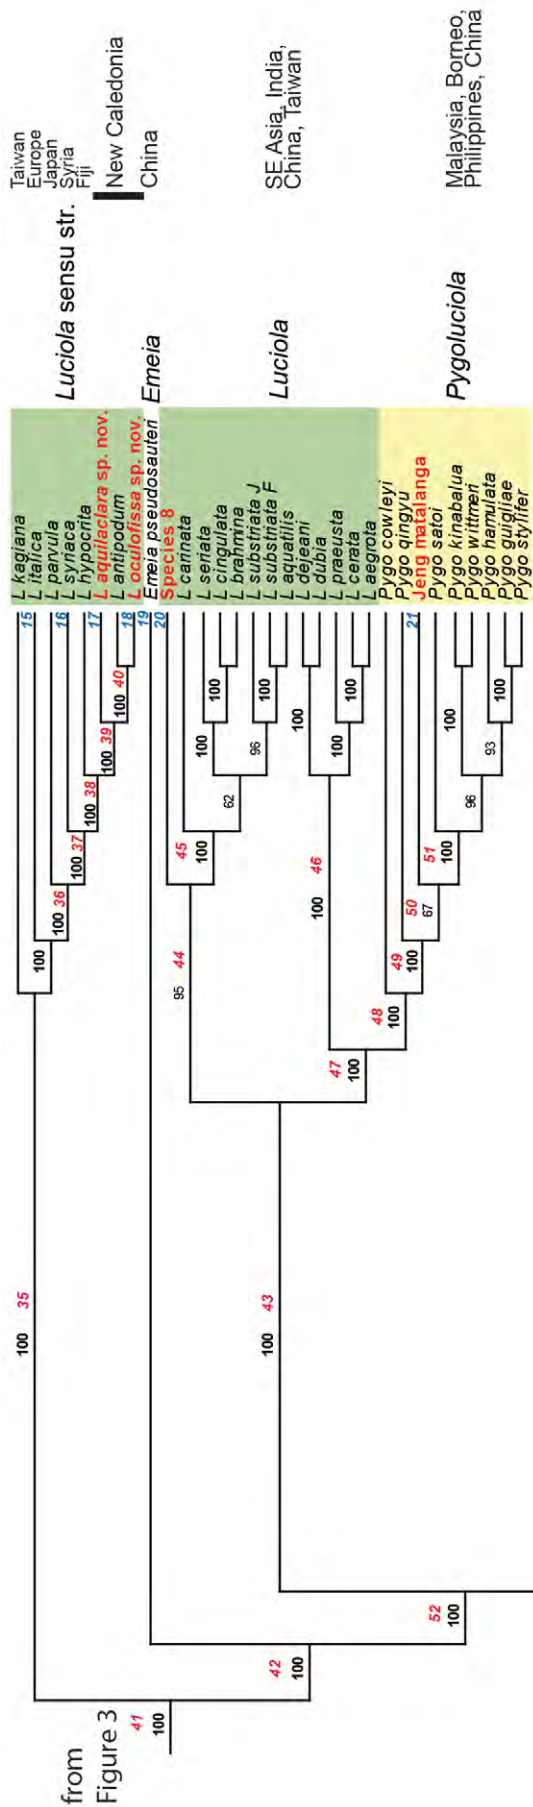 Taiwan
Europe
Japan
Syria
Fiji
New Caledonia
China
SE Asia, India,
China, Taiwan
Malaysia, Borneo,
Philippines, China
Luciola sensu str.
Emeia
Luciola
Pygoluciola
L kagiana
L italica
L parvula
L syriaca
L hypocrita
L aquilaclara sp. nov.
L antipodum
L oculofissa sp. nov.
Emeia pseudosauteri
Species 8
L carinata
L seriata
L cingulata
L brahmina
L substriata J
L substriata F
L aquatilis
L dejeani
L dubia
L praeusta
L cerata
L aegrota
Pygo cowleyi
Pygo qingyu
Jeng matalanga
Pygo satoi
Pygo kinabalua
Pygo wittmeri
Pygo hamulata
Pygo guigliae
Pygo stylifer
15
16
17
18
19
20
21
40
100
39
100
38
100
37
100
36
100
100
35
100
100
100
96
62
100
45
100
44
95
100
100
100
46
100
47
100
48
100
49
100
50
67
51
100
100
100
93
96
43
100
52
100
42
100
41
100
from
Figure 3